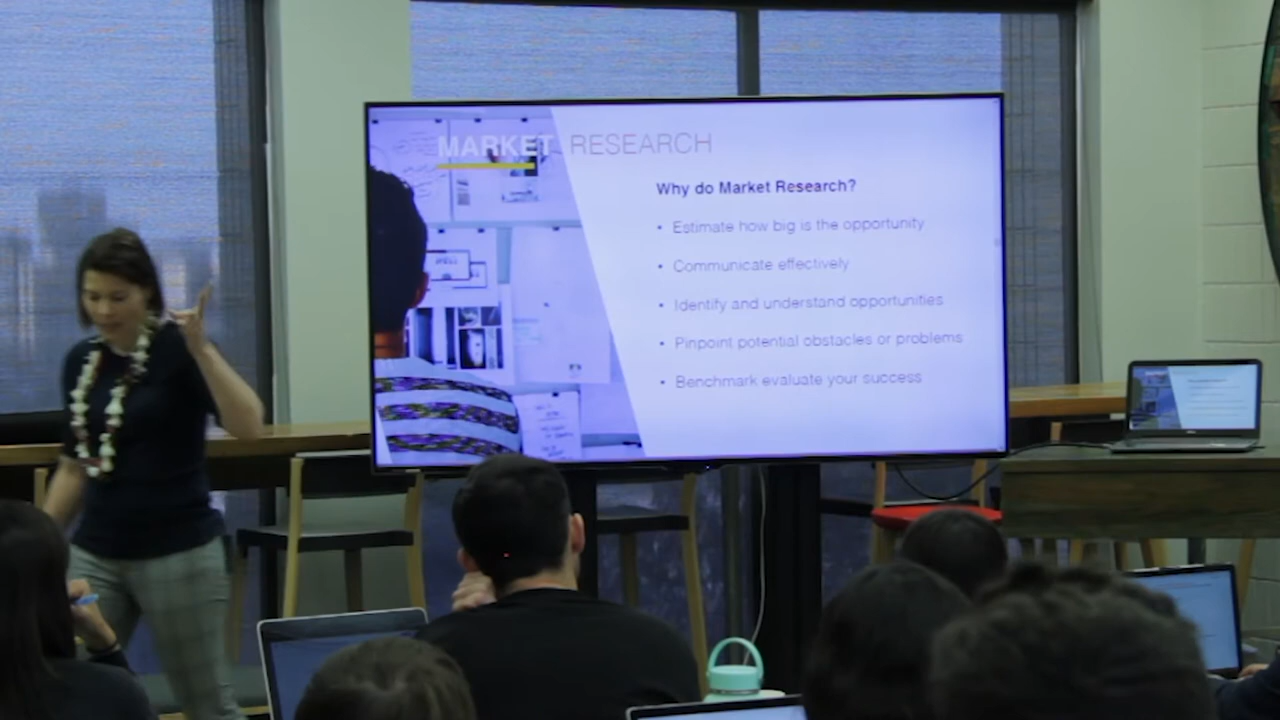 MARKET RESEARCH
Why do Market Research?
• Estimate how big is the opportunity
• Communicate effectively
• Identify and understand opportunities
• Pinpoint potential obstacles or problems
• Benchmark evaluate your success